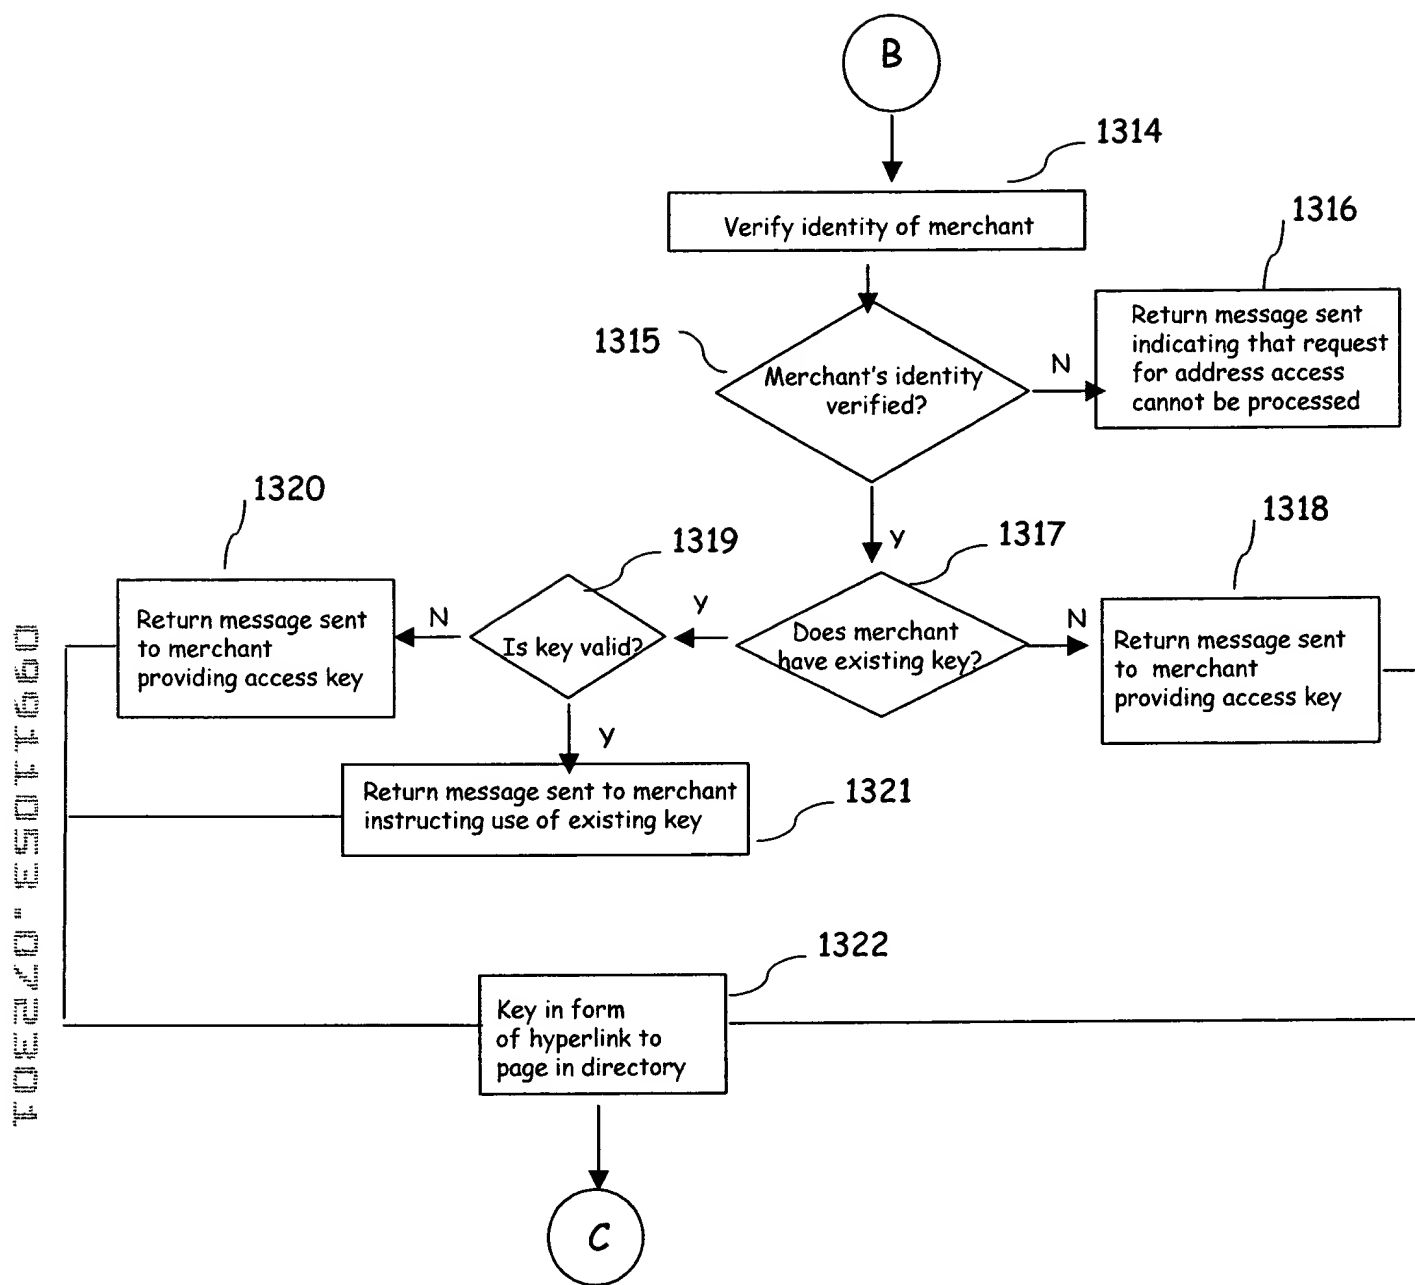 B
1314
Verify identity of merchant
1316
Return message sent
indicating that request
for address access
cannot be processed
1315
Merchant's identity
verified?
N
Y
1320
1319
1317
1318
Return message sent
to merchant
providing access key
N
Is key valid?
Y
Does merchant
have existing key?
N
Return message sent
to merchant
providing access key
Y
1321
Return message sent to merchant
instructing use of existing key
1322
Key in form
of hyperlink to
page in directory
C